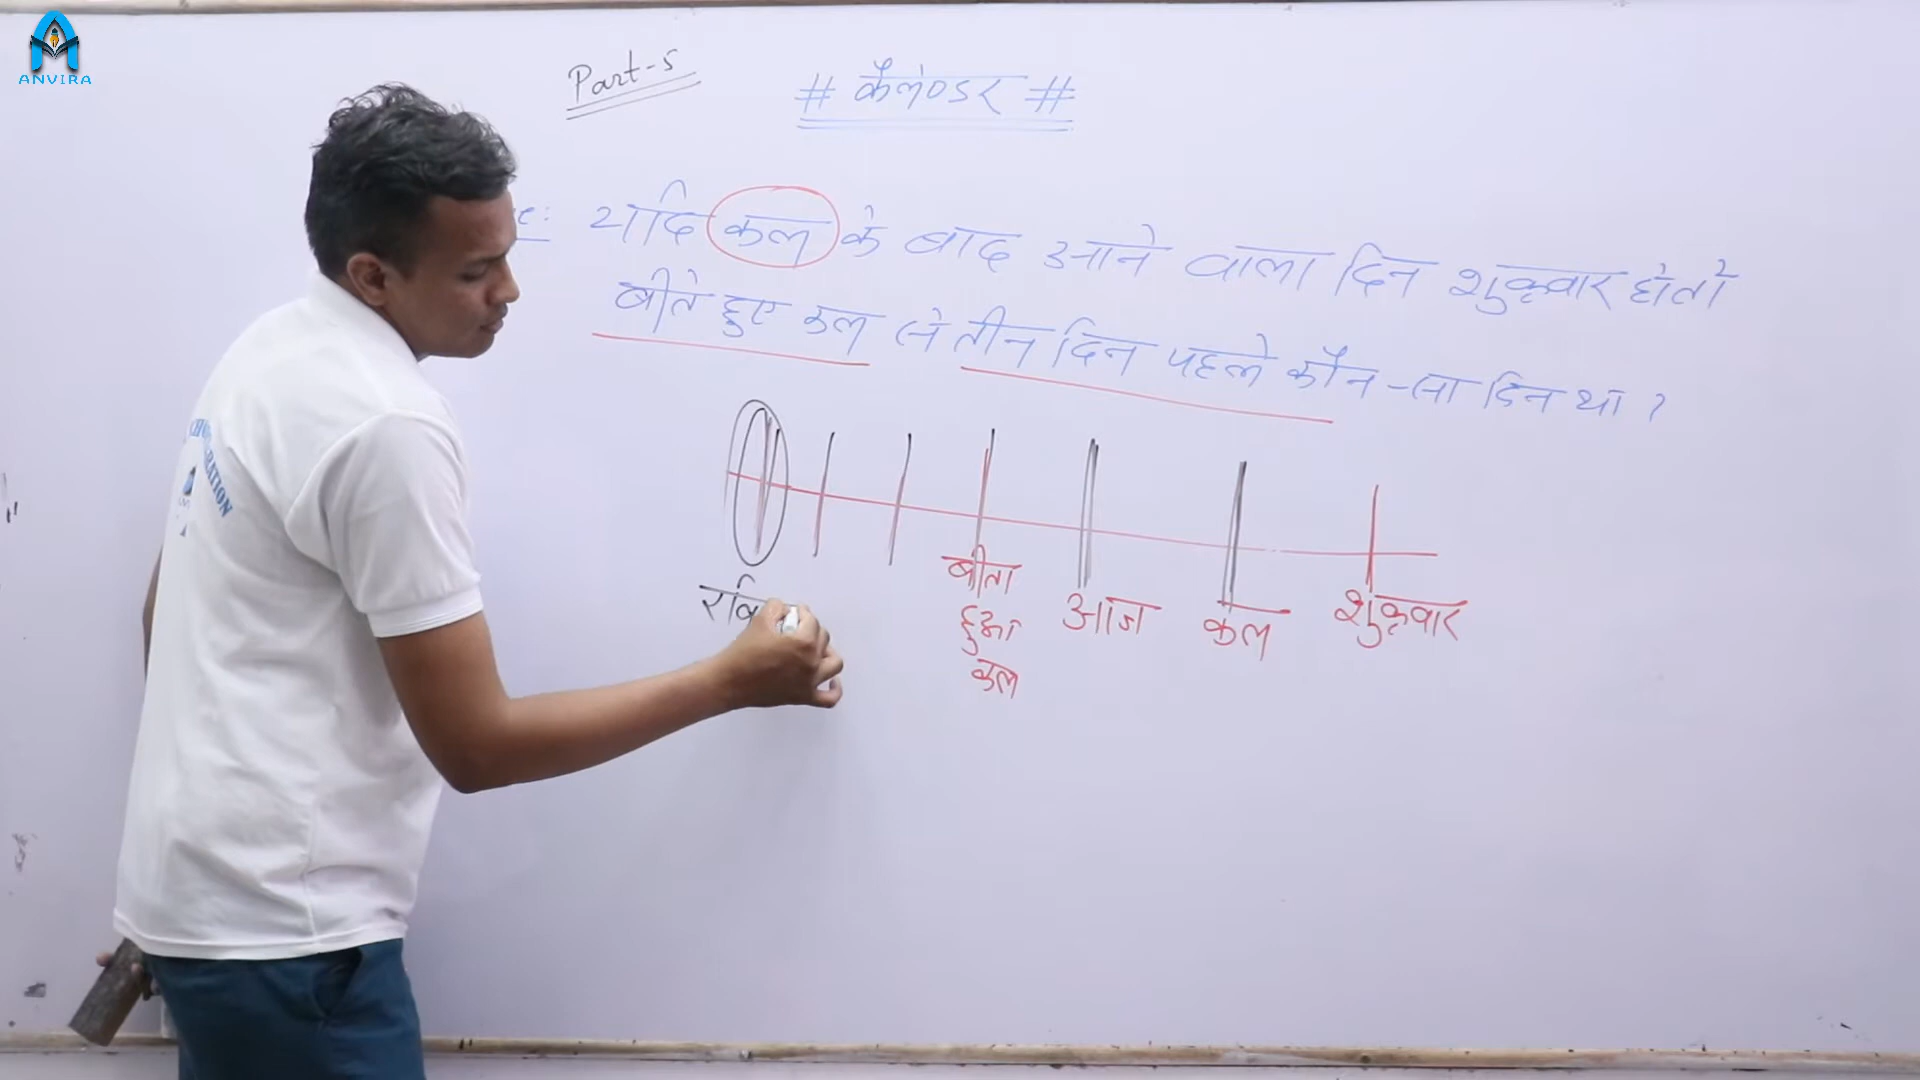 ANVIRA
Part-5
# कैलेण्डर #
यदि कल के बाद आने वाला दिन शुक्रवार हो तो
बीते हुए कल से तीन दिन पहले कौन-सा दिन था ?
बीता
हुआ
कल
आज
कल
शुक्रवार